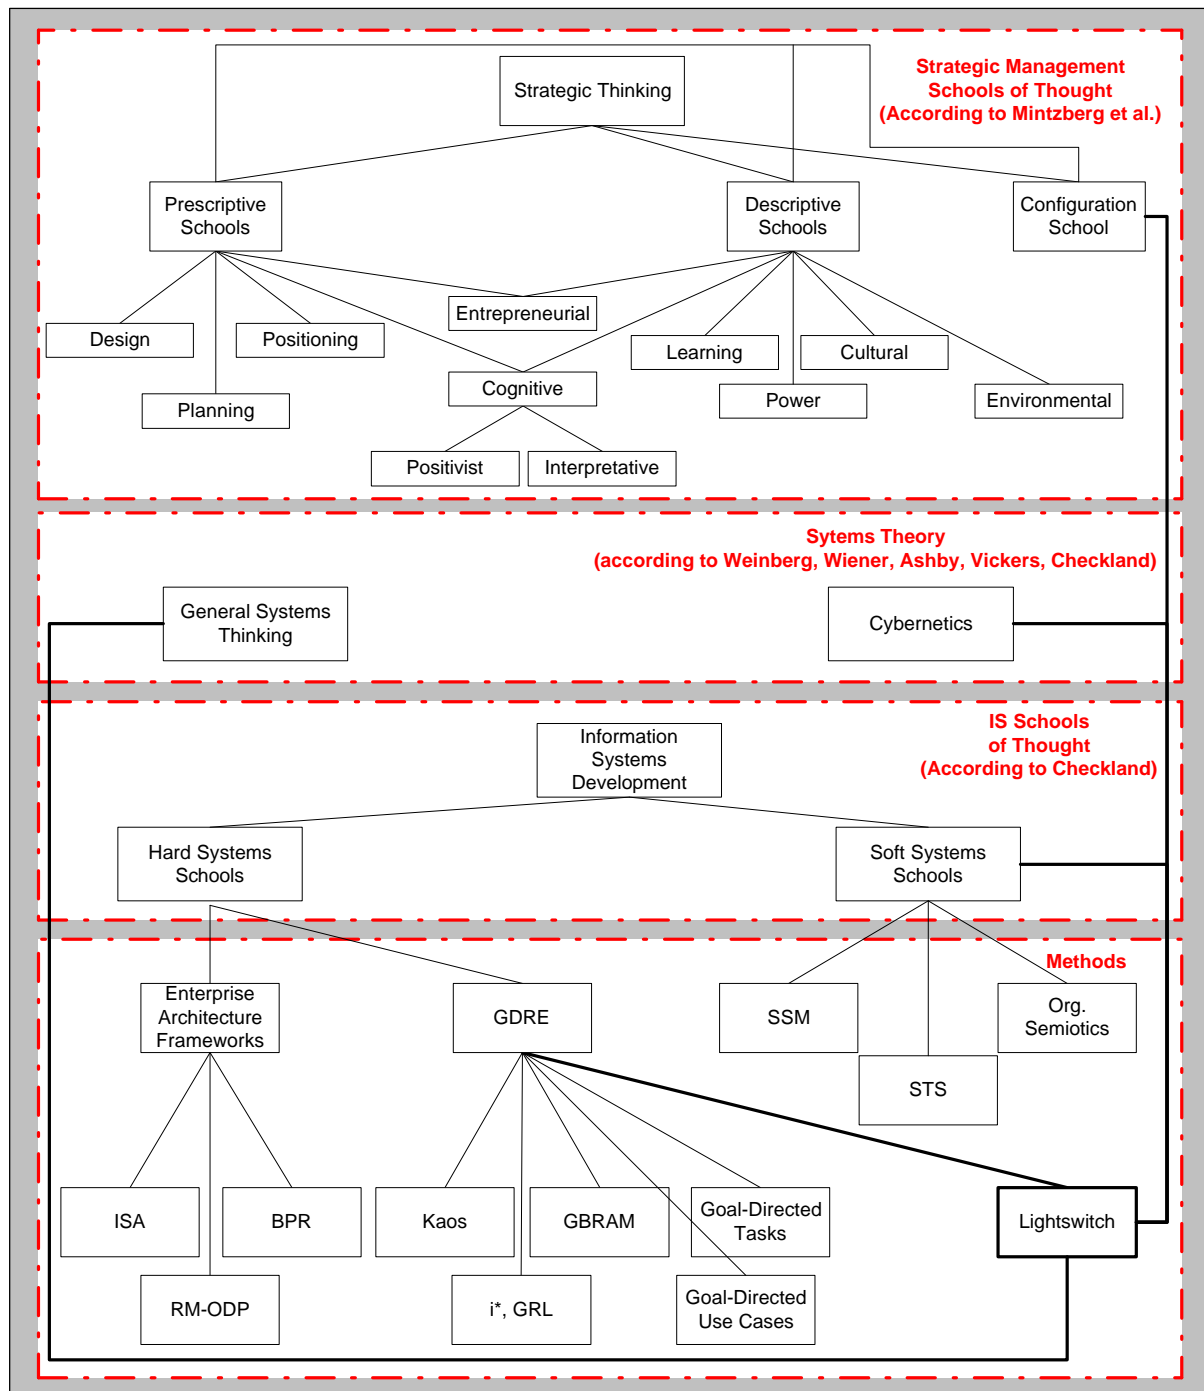 Strategic Management
Schools of Thought
(According to Mintzberg et al.)
Strategic Thinking
Prescriptive
Schools
Descriptive
Schools
Configuration
School
Entrepreneurial
Design
Positioning
Learning
Cultural
Cognitive
Planning
Power
Environmental
Positivist
Interpretative
Sytems Theory
(according to Weinberg, Wiener, Ashby, Vickers, Checkland)
General Systems
Thinking
Cybernetics
IS Schools
of Thought
(According to Checkland)
Information
Systems
Development
Hard Systems
Schools
Soft Systems
Schools
Methods
Enterprise
Architecture
Frameworks
GDRE
SSM
Org.
Semiotics
STS
ISA
BPR
Kaos
GBRAM
Goal-Directed
Tasks
Lightswitch
RM-ODP
i*, GRL
Goal-Directed
Use Cases